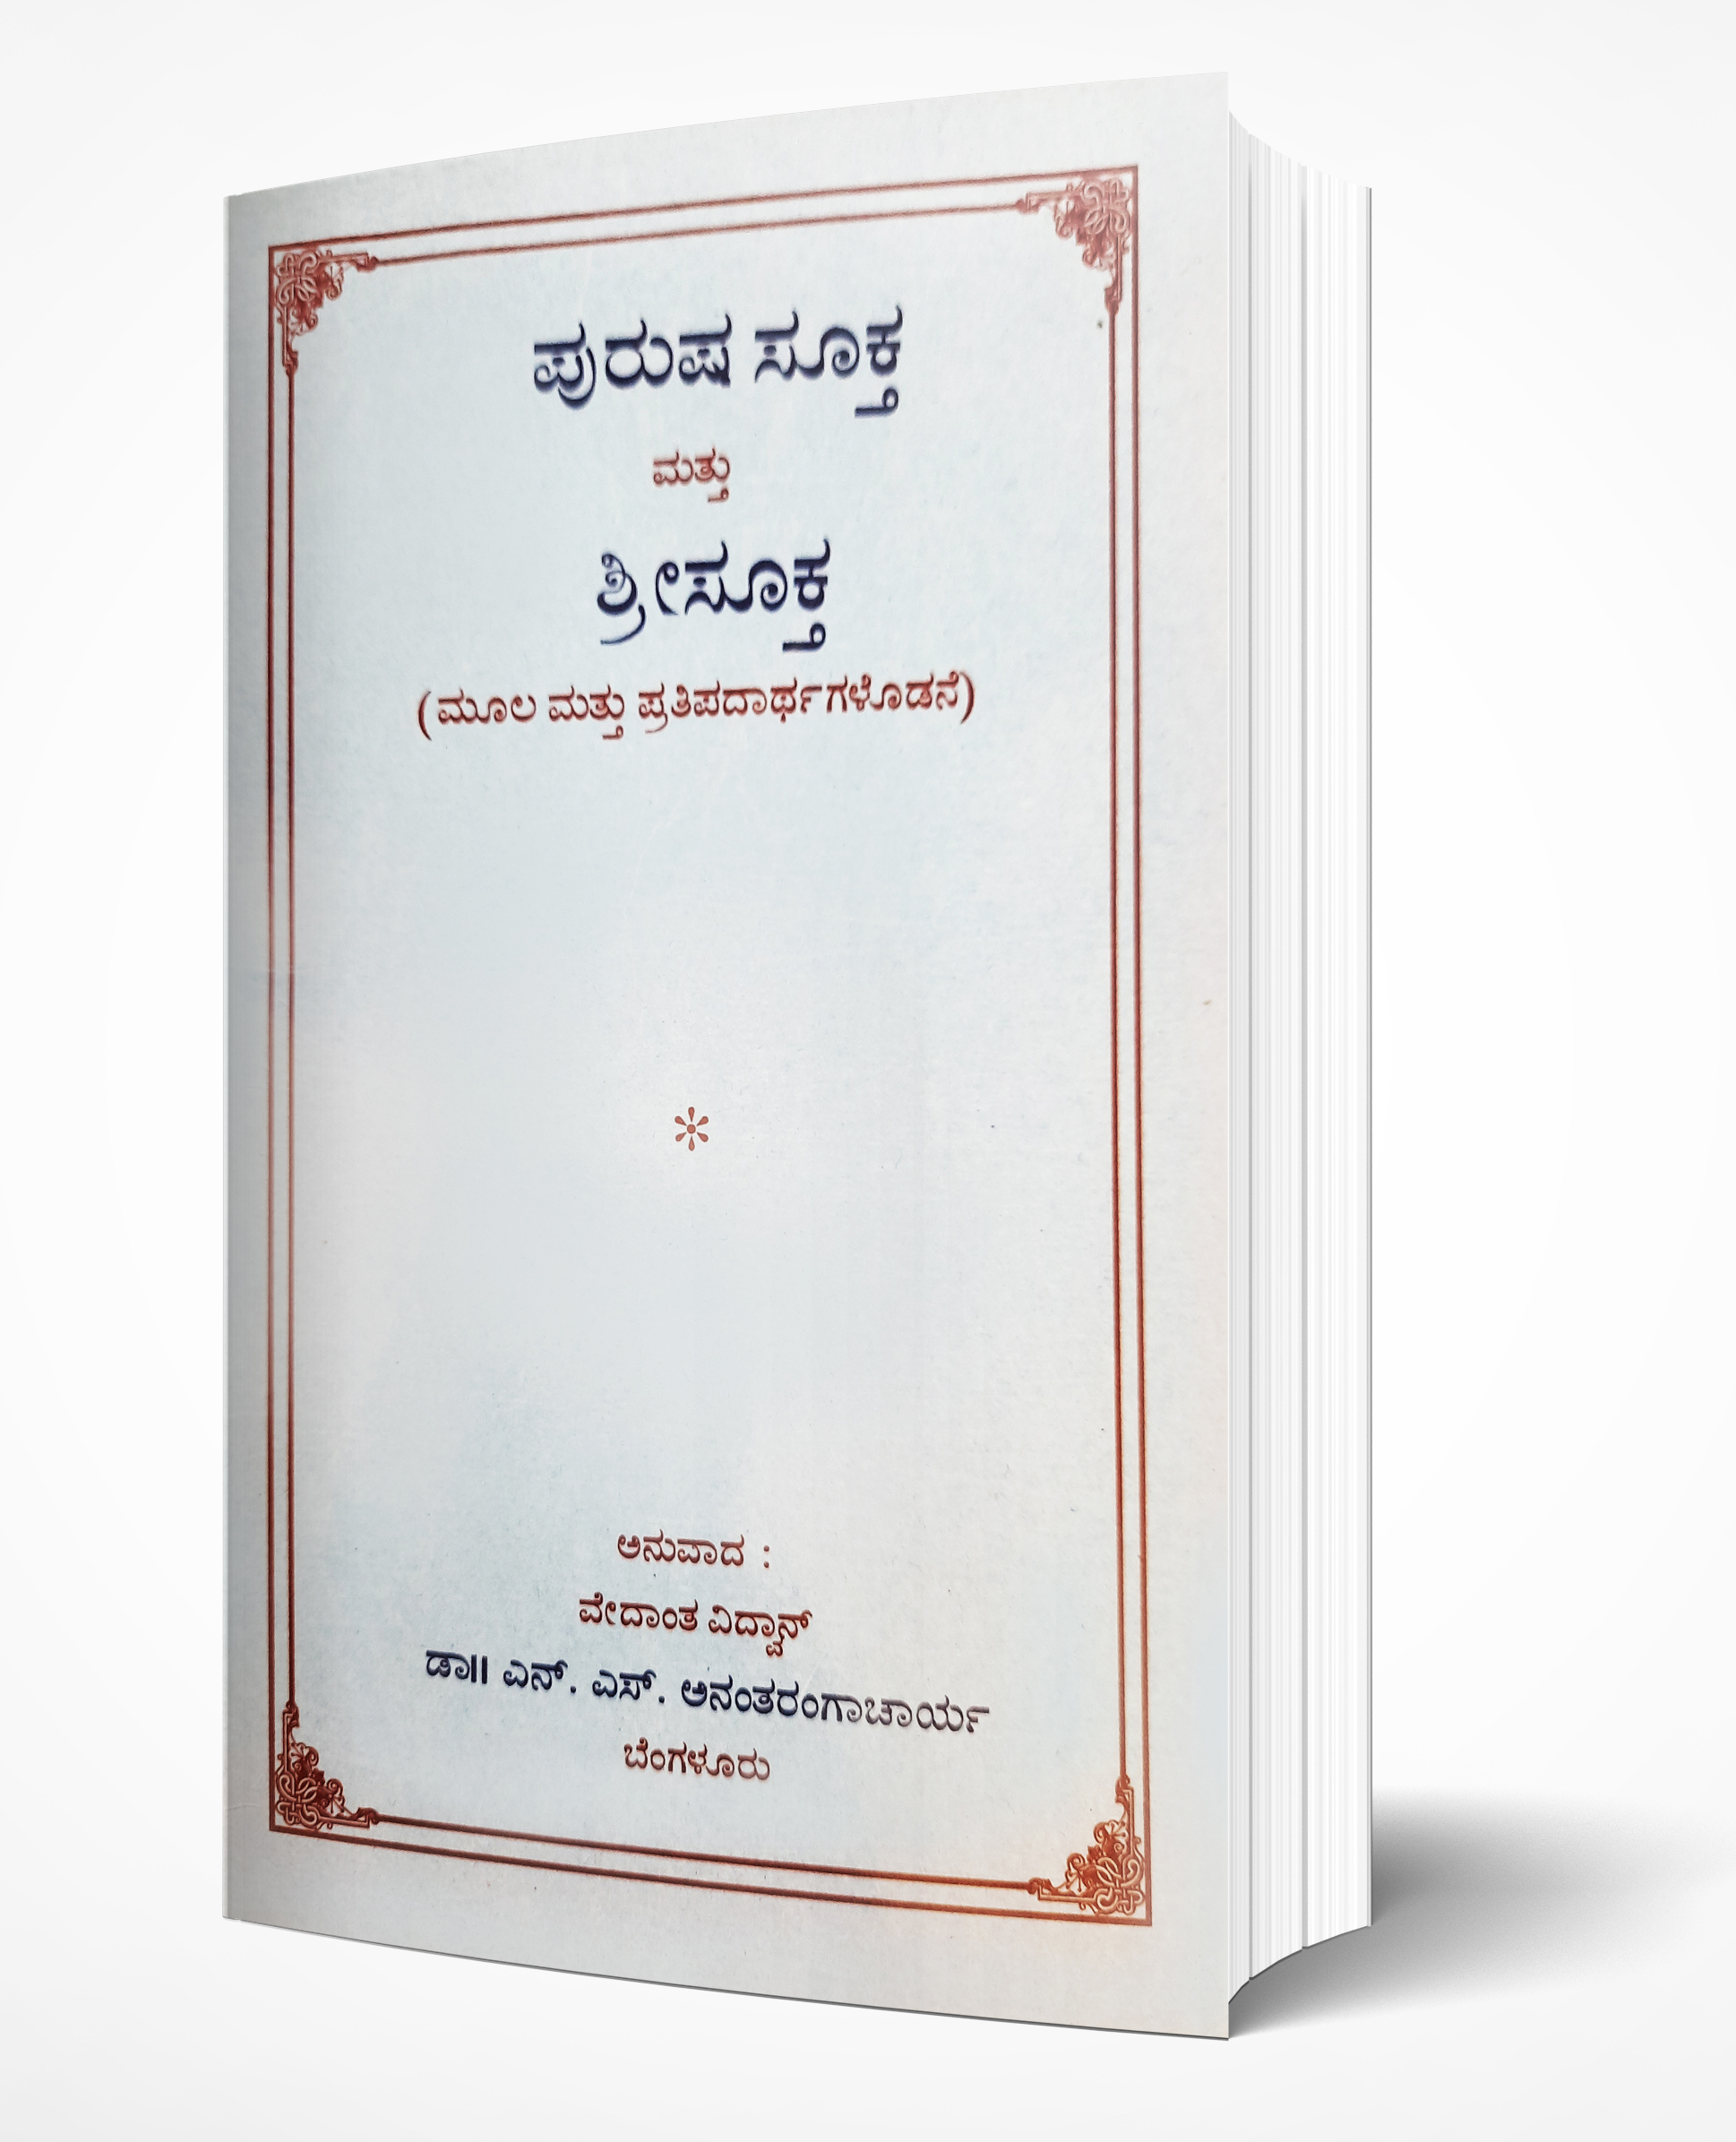 ಪುರುಷ ಸೂಕ್ತ
ಮತ್ತು
ಶ್ರೀಸೂಕ್ತ
(ಮೂಲ ಮತ್ತು ಪ್ರತಿಪದಾರ್ಥಗಳೊಡನೆ)
ಅನುವಾದ :
ವೇದಾಂತ ವಿದ್ವಾನ್
ಡಾ|| ಎನ್. ಎಸ್. ಅನಂತರಂಗಾಚಾರ್ಯ
ಬೆಂಗಳೂರು